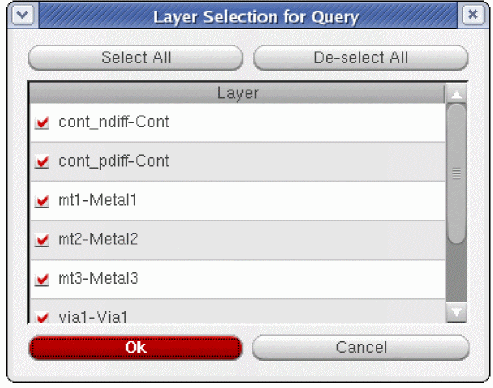 Layer Selection for Query
Select All De-select All
Layer
cont_ndiff-Cont
cont_pdiff-Cont
mt1-Metal1
mt2-Metal2
mt3-Metal3
via1-Via1
Ok Cancel